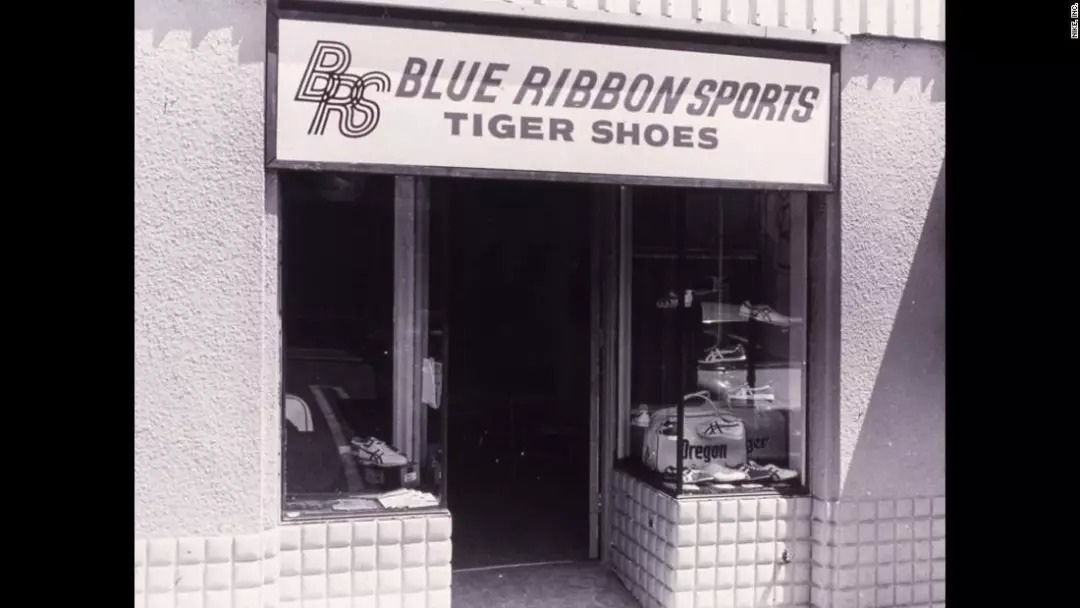 BRS
BLUE RIBBON SPORTS
TIGER SHOES
Oregon
NIKE, INC.